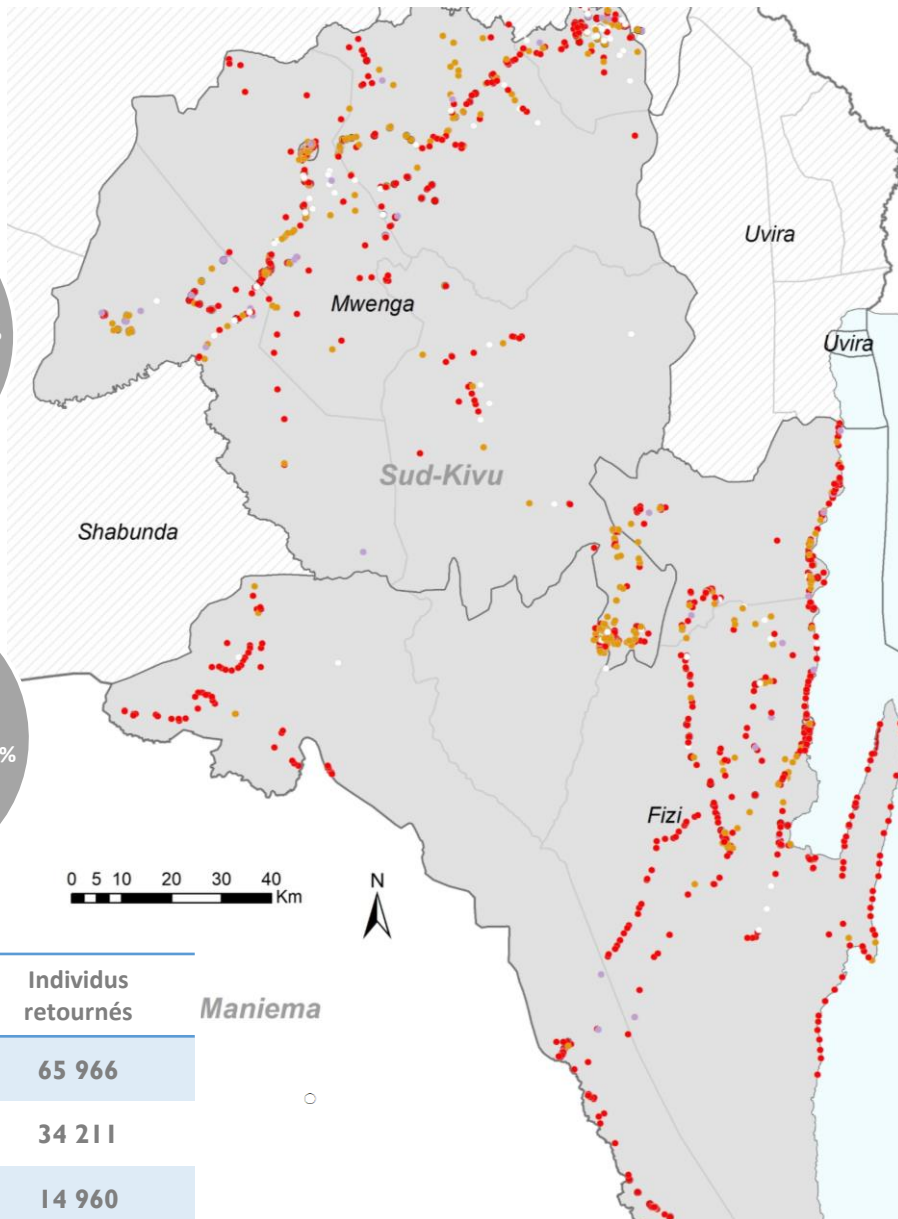 Uvira
Mwenga
Uvira
Sud-Kivu
Shabunda
%
Fizi
0 5 10 20 30 40
Km
N
Individus
retournés
Maniema
65 966
34 211
14 960